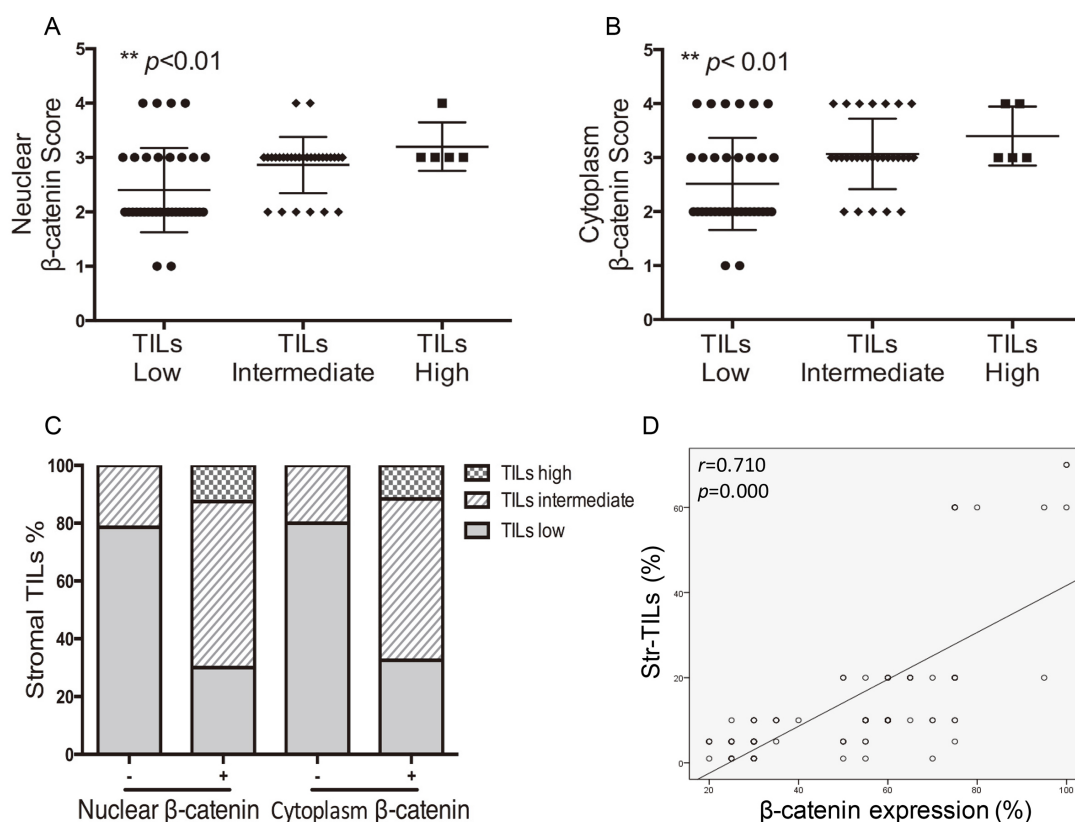 A
** p<0.01
Neuclear
β-catenin Score
5
4
3
2
1
0
TILs
Low
TILs
Intermediate
TILs
High
B
** p< 0.01
Cytoplasm
β-catenin Score
5
4
3
2
1
0
TILs
Low
TILs
Intermediate
TILs
High
C
Stromal TILs %
100
80
60
40
20
0
- + - +
Nuclear β-catenin Cytoplasm β-catenin
TILs high
TILs intermediate
TILs low
D
r=0.710
p=0.000
Str-TILs (%)
60
40
20
0
20 40 60 80 100
β-catenin expression (%)